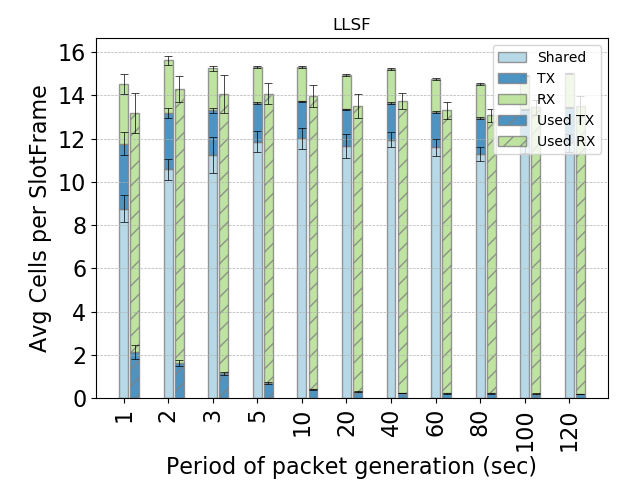 LLSF
16
14
12
10
8
6
4
2
0
Avg Cells per SlotFrame
Shared
TX
RX
Used TX
Used RX
1 2 3 5 10 20 40 60 80 100 120
Period of packet generation (sec)